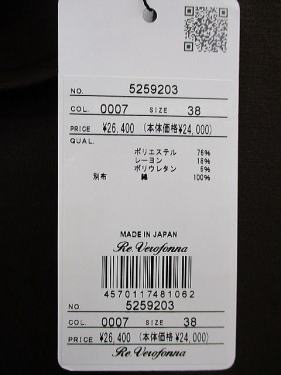 NO. 5259203
COL. 0007 SIZE 38
PRICE ¥26,400 (本体価格¥24,000)
QUAL.
ポリエステル 76%
レーヨン 18%
ポリウレタン 6%
別布 綿 100%
MADE IN JAPAN
Re Verofonna
4570117481062
NO. 5259203
COL. 0007 SIZE 38
PRICE ¥26,400 (本体価格¥24,000)
Re Verofonna